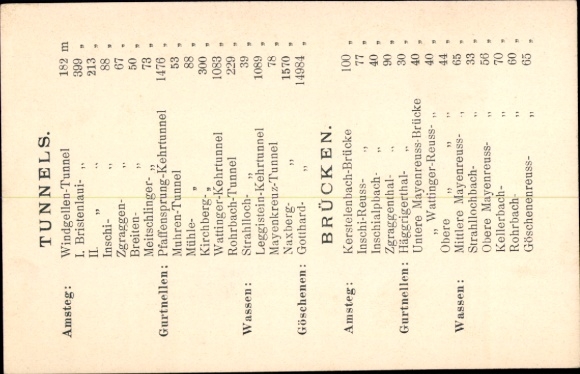 TUNNELS.
Amsteg: Windgellen-Tunnel 182 m
I. Bristenlaui- „ 399 „
II. „ „ 213 „
Inschi- „ 88 „
Zgraggen- „ 67 „
Breiten- „ 50 „
Meitschlinger- „ 73 „
Gurtnellen: Pfaffensprung-Kehrtunnel 1476 „
Muhren-Tunnel 53 „
Mühle- „ 88 „
Kirchberg- „ 300 „
Wattinger-Kehrtunnel 1083 „
Rohrbach-Tunnel 229 „
Wassen: Strahlloch- „ 39 „
Leggistein-Kehrtunnel 1089 „
Mayenkreuz-Tunnel 78 „
Naxberg- „ 1570 „
Göschenen: Gotthard- „ 14984 „
BRÜCKEN.
Amsteg: Kerstelenbach-Brücke 100 „
Inschi-Reuss- „ 77 „
Inschialpbach- „ 40 „
Zgraggenthal- „ 90 „
Gurtnellen: Häggrigerthal- „ 30 „
Untere Mayenreuss-Brücke 40 „
„ Wattinger-Reuss- „ 40 „
Obere „ „ 44 „
Wassen: Mittlere Mayenreuss- „ 65 „
Strahllochbach- „ 33 „
Obere Mayenreuss- „ 56 „
Kellerbach- „ 70 „
Rohrbach- „ 60 „
Göschenenreuss- „ 65 „